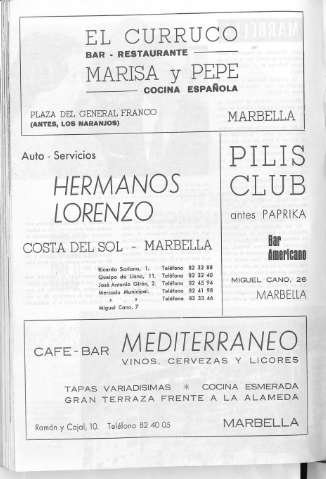 EL CURRUCO
BAR - RESTAURANTE
MARISA y PEPE
COCINA ESPAÑOLA
PLAZA DEL GENERAL FRANCO
(ANTES, LOS NARANJOS)
MARBELLA
Auto - Servicios
HERMANOS
LORENZO
COSTA DEL SOL - MARBELLA
Ricardo Soriano, 1. Teléfono 82 33 88
Queipo de Llano, 11. Teléfono 82 32 40
José Antonio Girón, 2. Teléfono 82 45 94
Mercado Municipal. Teléfono 82 41 98
" " Teléfono 82 33 46
Miguel Cano, 7
PILIS
CLUB
antes PAPRIKA
Bar
Americano
MIGUEL CANO, 26
MARBELLA
CAFE-BAR MEDITERRANEO
VINOS, CERVEZAS Y LICORES
TAPAS VARIADISIMAS * COCINA ESMERADA
GRAN TERRAZA FRENTE A LA ALAMEDA
Ramón y Cajal, 10. Teléfono 82 40 05
MARBELLA